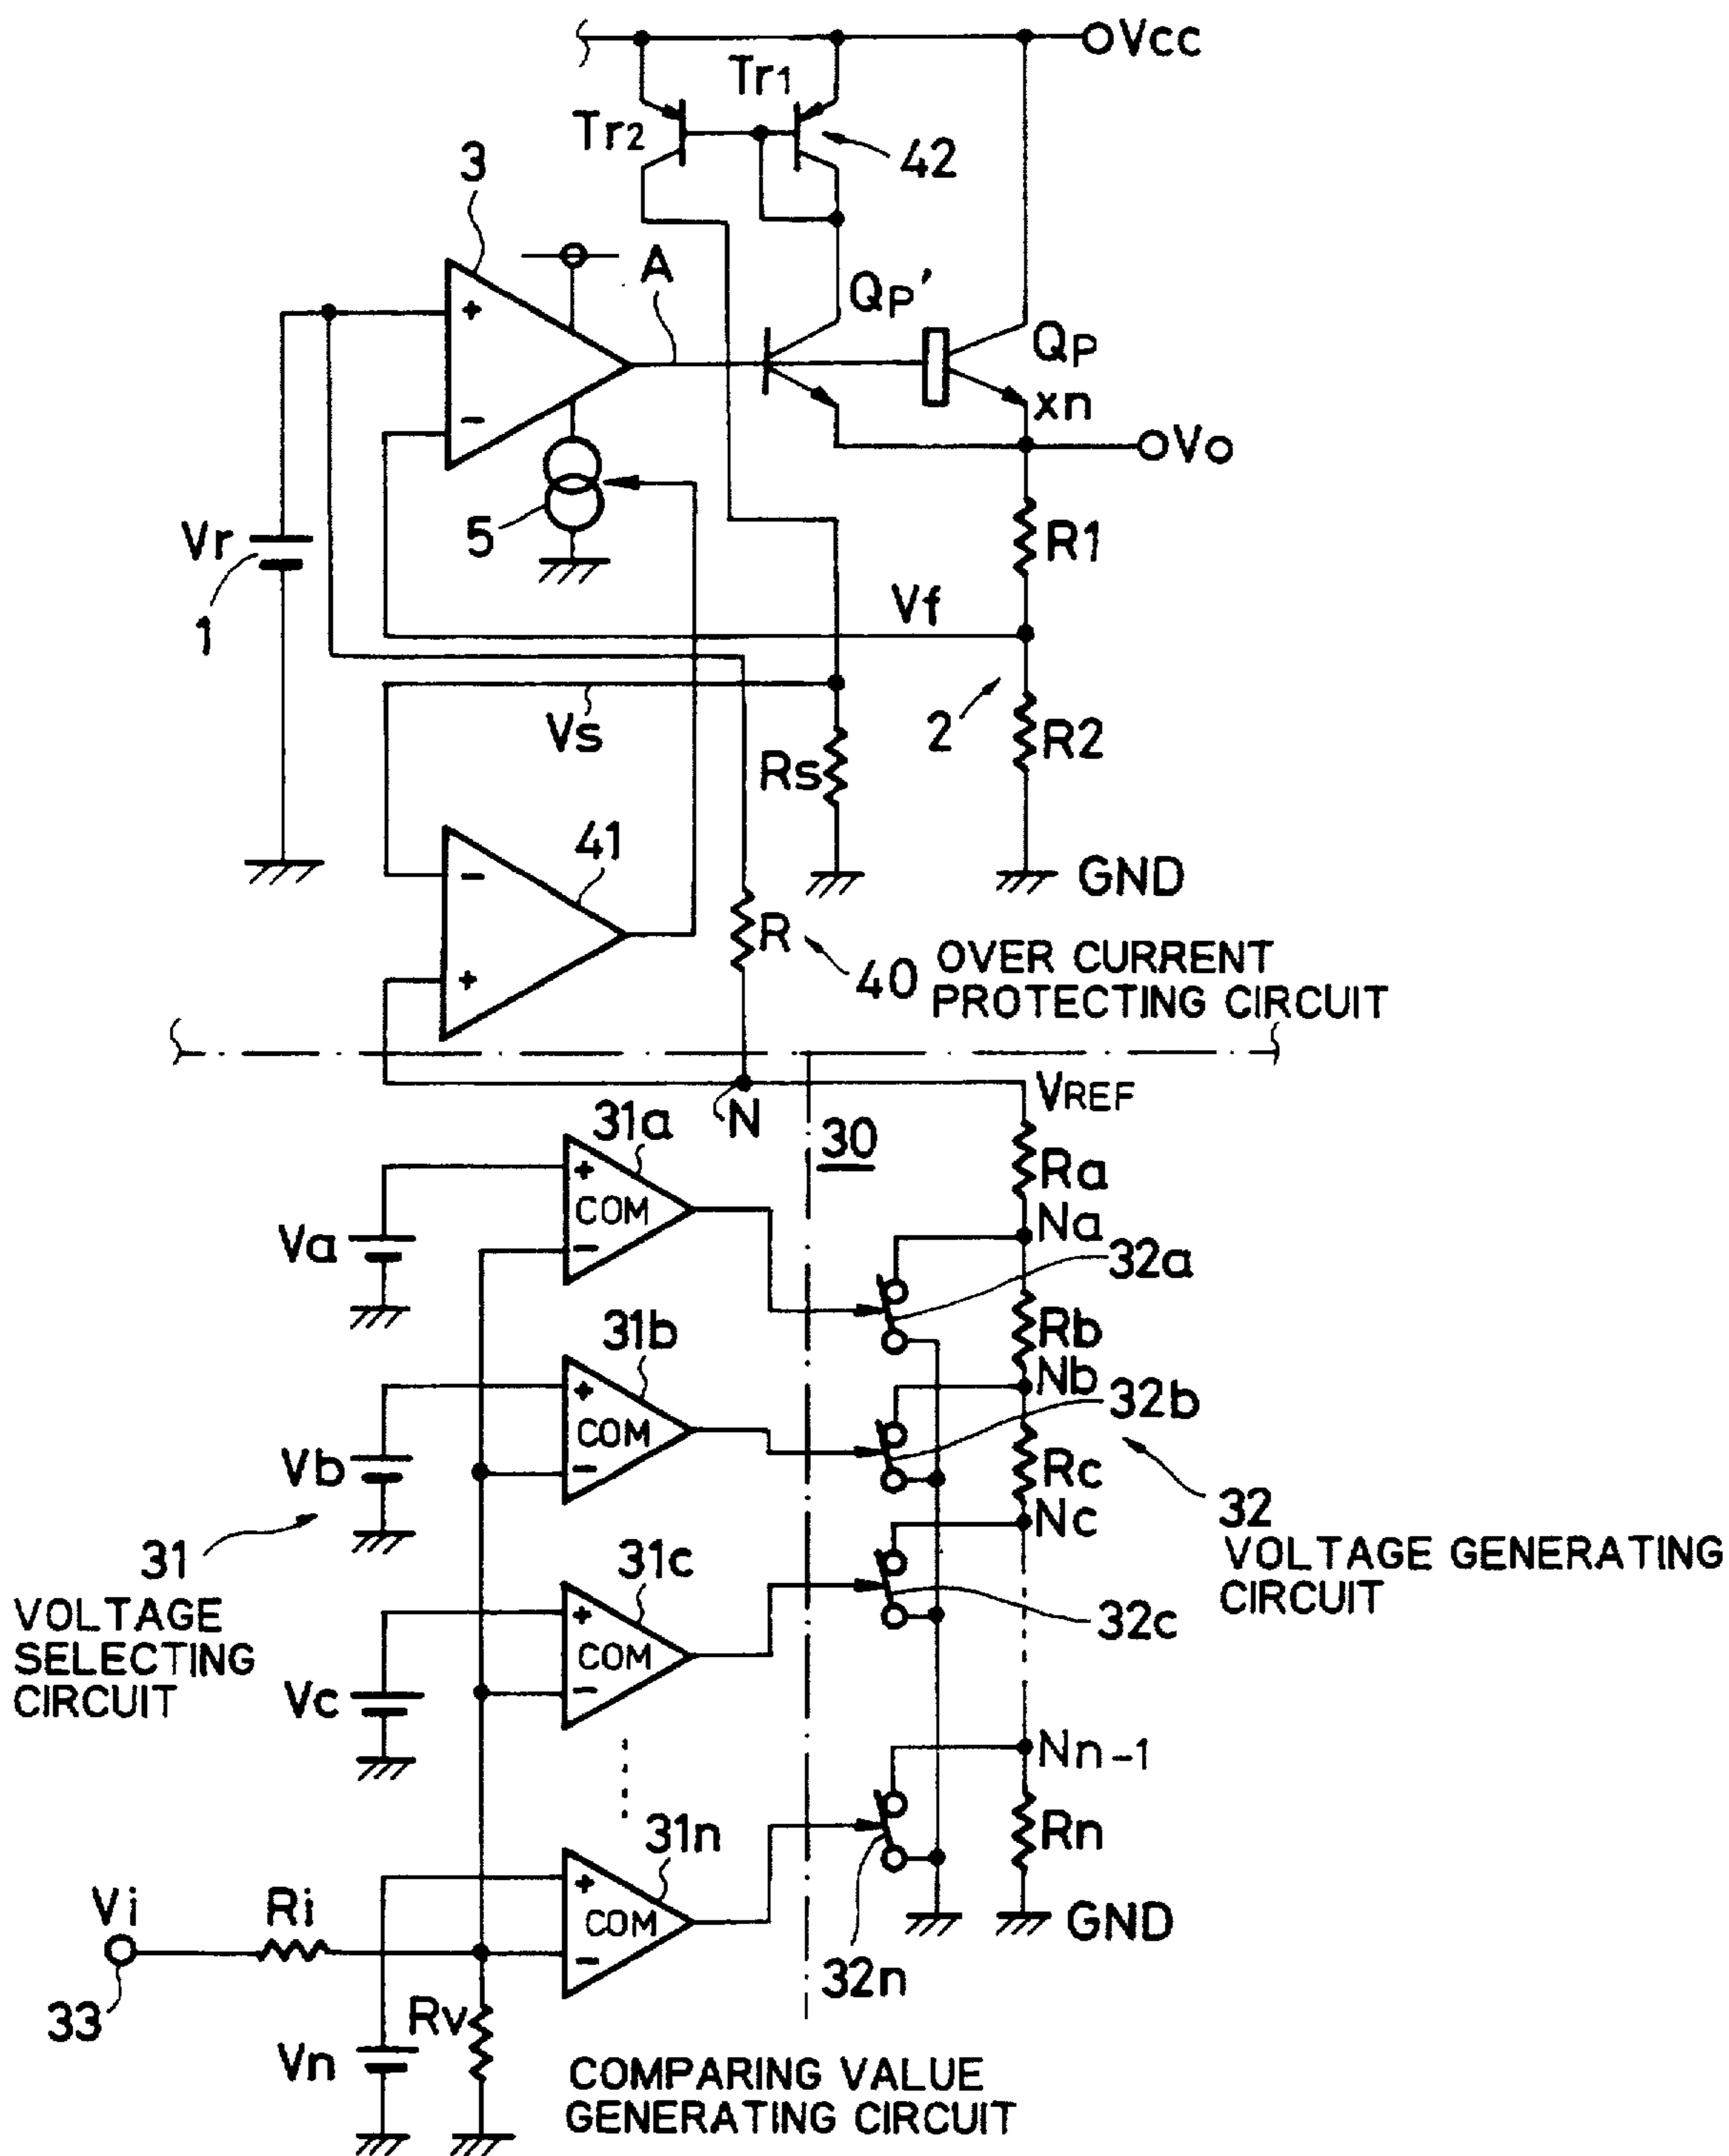 Vcc
Tr1
Tr2
42
3
A
QP'
QP
xn
+
−
Vo
5
R1
Vr
1
Vf
Vs
2
R2
Rs
41
−
+
GND
R
40
OVER CURRENT
PROTECTING CIRCUIT
VREF
N
31a
30
Ra
+
COM
−
Va
Na
32a
31b
Rb
Nb
32b
+
COM
−
Vb
Rc
Nc
32
VOLTAGE GENERATING
CIRCUIT
31
VOLTAGE
SELECTING
CIRCUIT
31c
+
COM
−
32c
Vc
Nn-1
31n
Rn
+
COM
−
Vi
Ri
GND
33
32n
Rv
Vn
COMPARING VALUE
GENERATING CIRCUIT